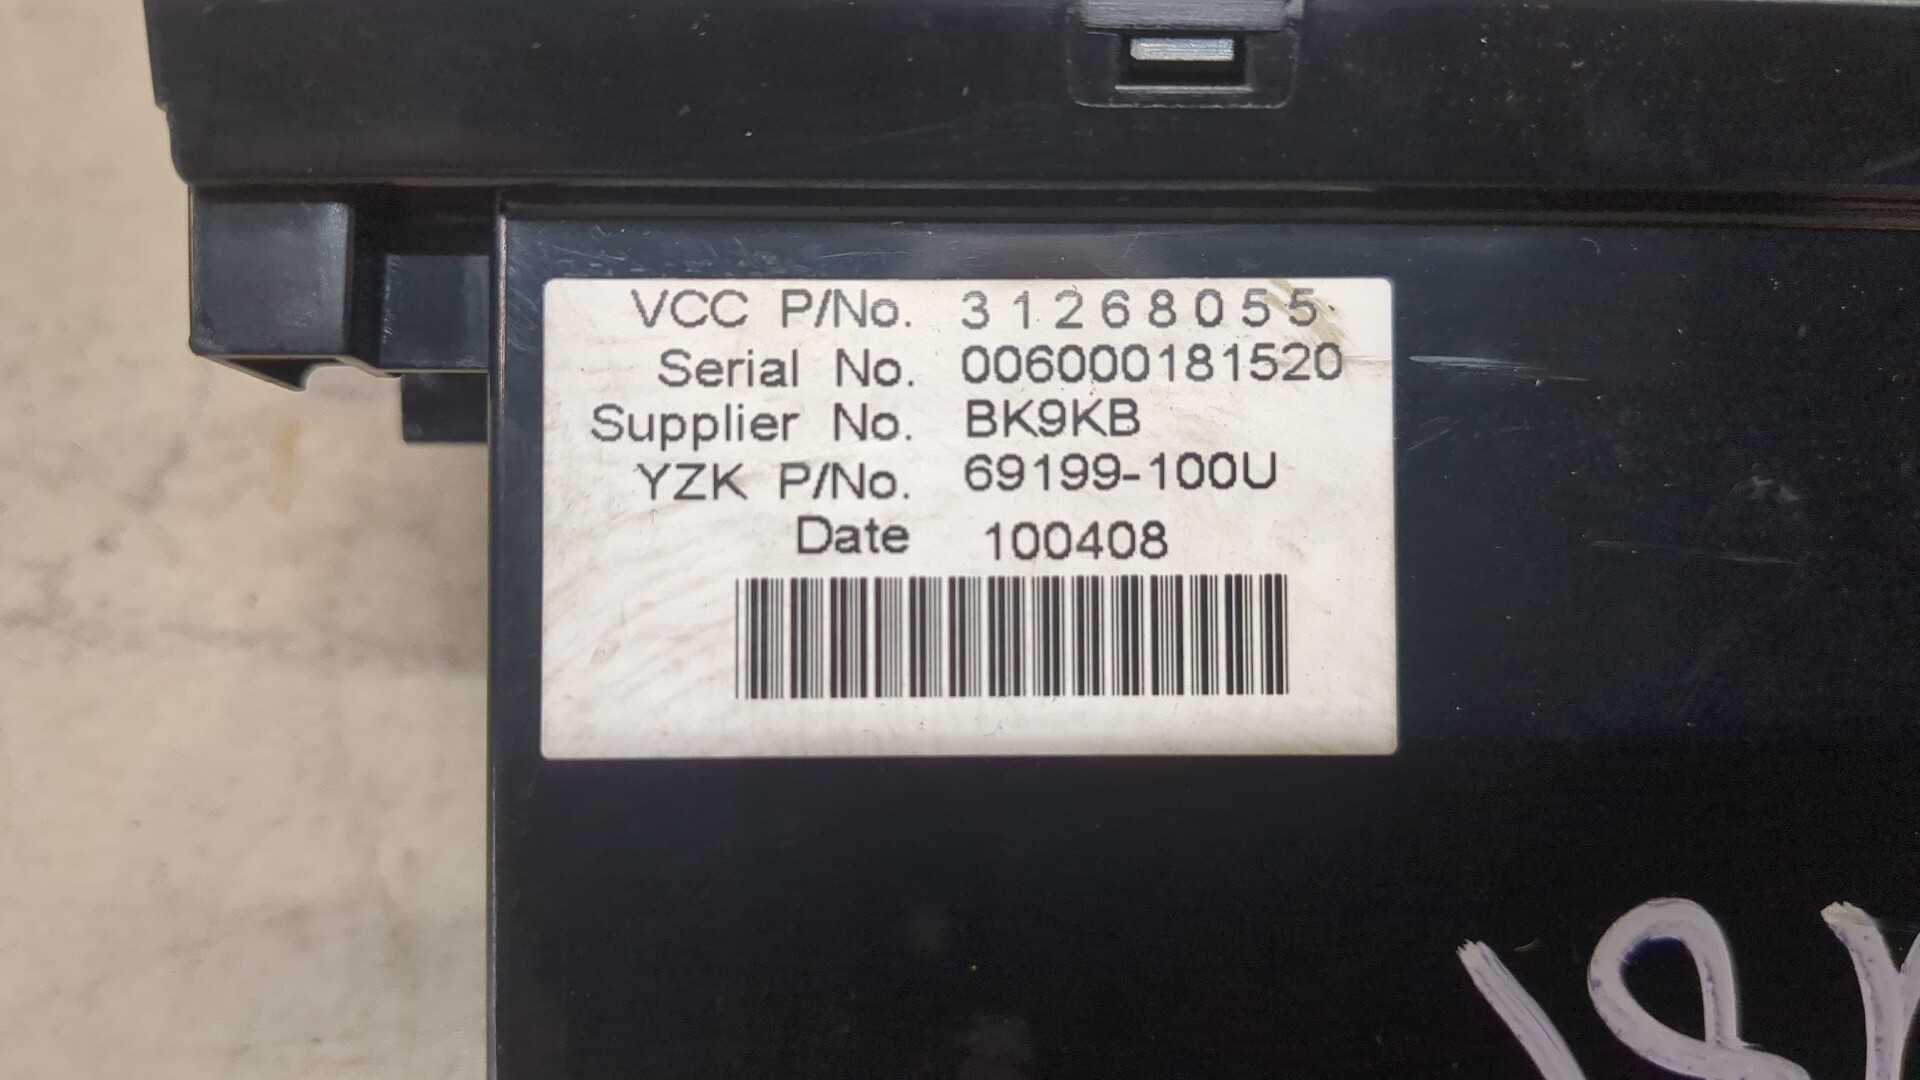 VCC P/No. 31268055
Serial No. 006000181520
Supplier No. BK9KB
YZK P/No. 69199-100U
Date 100408